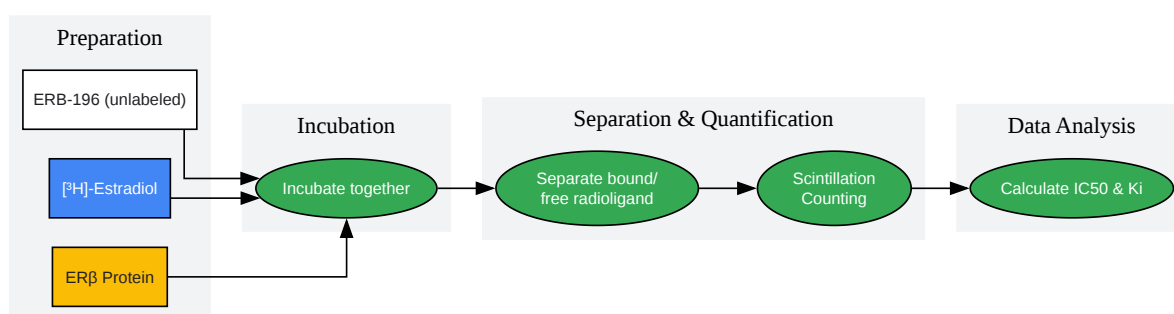 Preparation
ERB-196 (unlabeled)
[³H]-Estradiol
ERβ Protein
Incubation
Incubate together
Separation & Quantification
Separate bound/
free radioligand
Scintillation
Counting
Data Analysis
Calculate IC50 & Ki